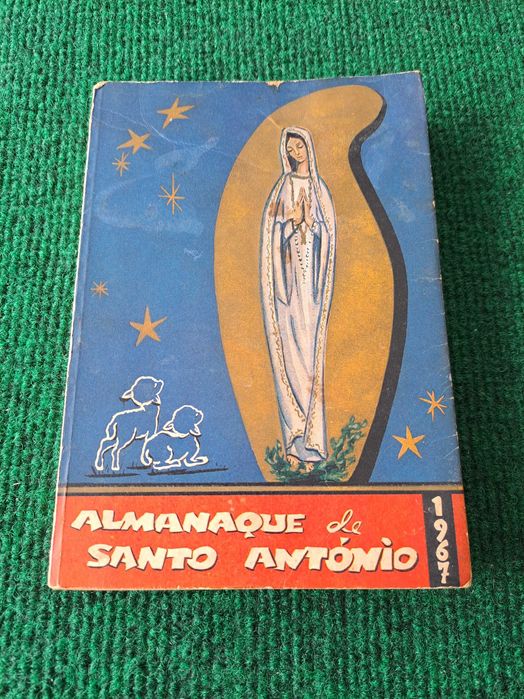 ALMANAQUE de
SANTO ANTÓNIO
1967